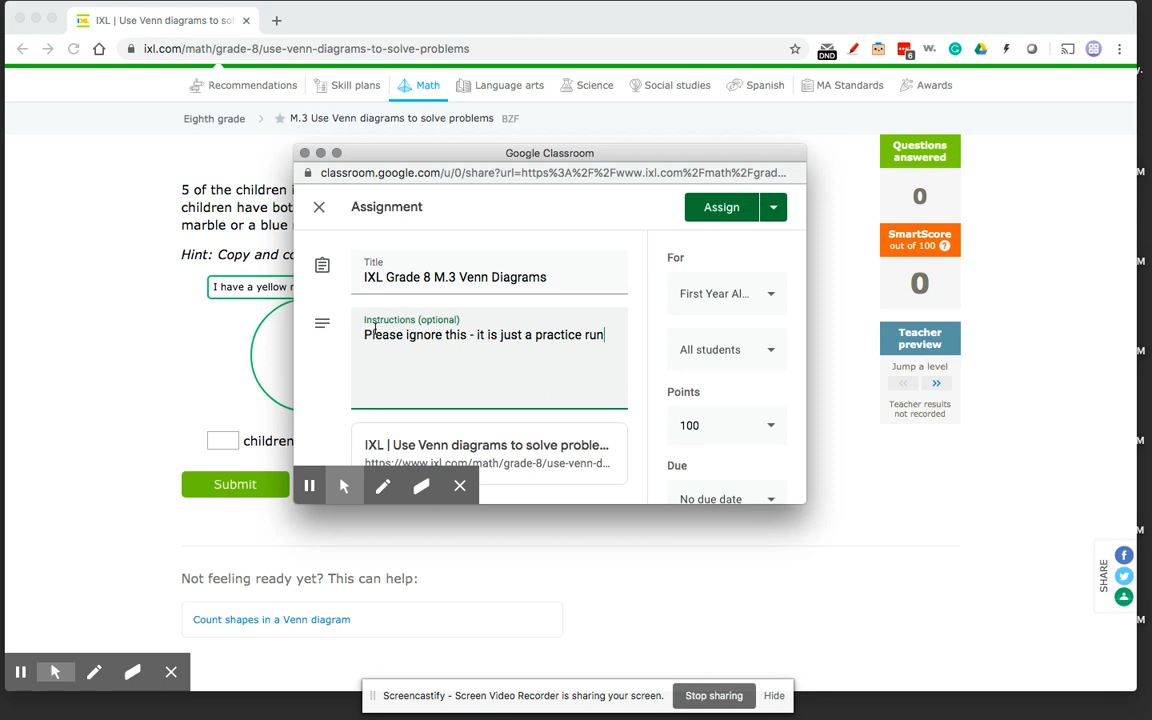 IXL | Use Venn diagrams to sol
ixl.com/math/grade-8/use-venn-diagrams-to-solve-problems
DND
6
w.
Recommendations
Skill plans
Math
Language arts
Science
Social studies
Spanish
MA Standards
Awards
Eighth grade > M.3 Use Venn diagrams to solve problems BZF
5 of the children i
children have bot
marble or a blue
Hint: Copy and co
I have a yellow r
children
Submit
Not feeling ready yet? This can help:
Count shapes in a Venn diagram
Google Classroom
classroom.google.com/u/0/share?url=https%3A%2F%2Fwww.ixl.com%2Fmath%2Fgrad...
Assignment
Assign
Title
IXL Grade 8 M.3 Venn Diagrams
Instructions (optional)
Please ignore this - it is just a practice run
IXL | Use Venn diagrams to solve proble...
https://www.ixl.com/math/grade-8/use-venn-d...
For
First Year Al...
All students
Points
100
Due
No due date
Questions
answered
0
SmartScore
out of 100 ?
0
Teacher
preview
Jump a level
Teacher results
not recorded
SHARE
Screencastify - Screen Video Recorder is sharing your screen.
Stop sharing
Hide